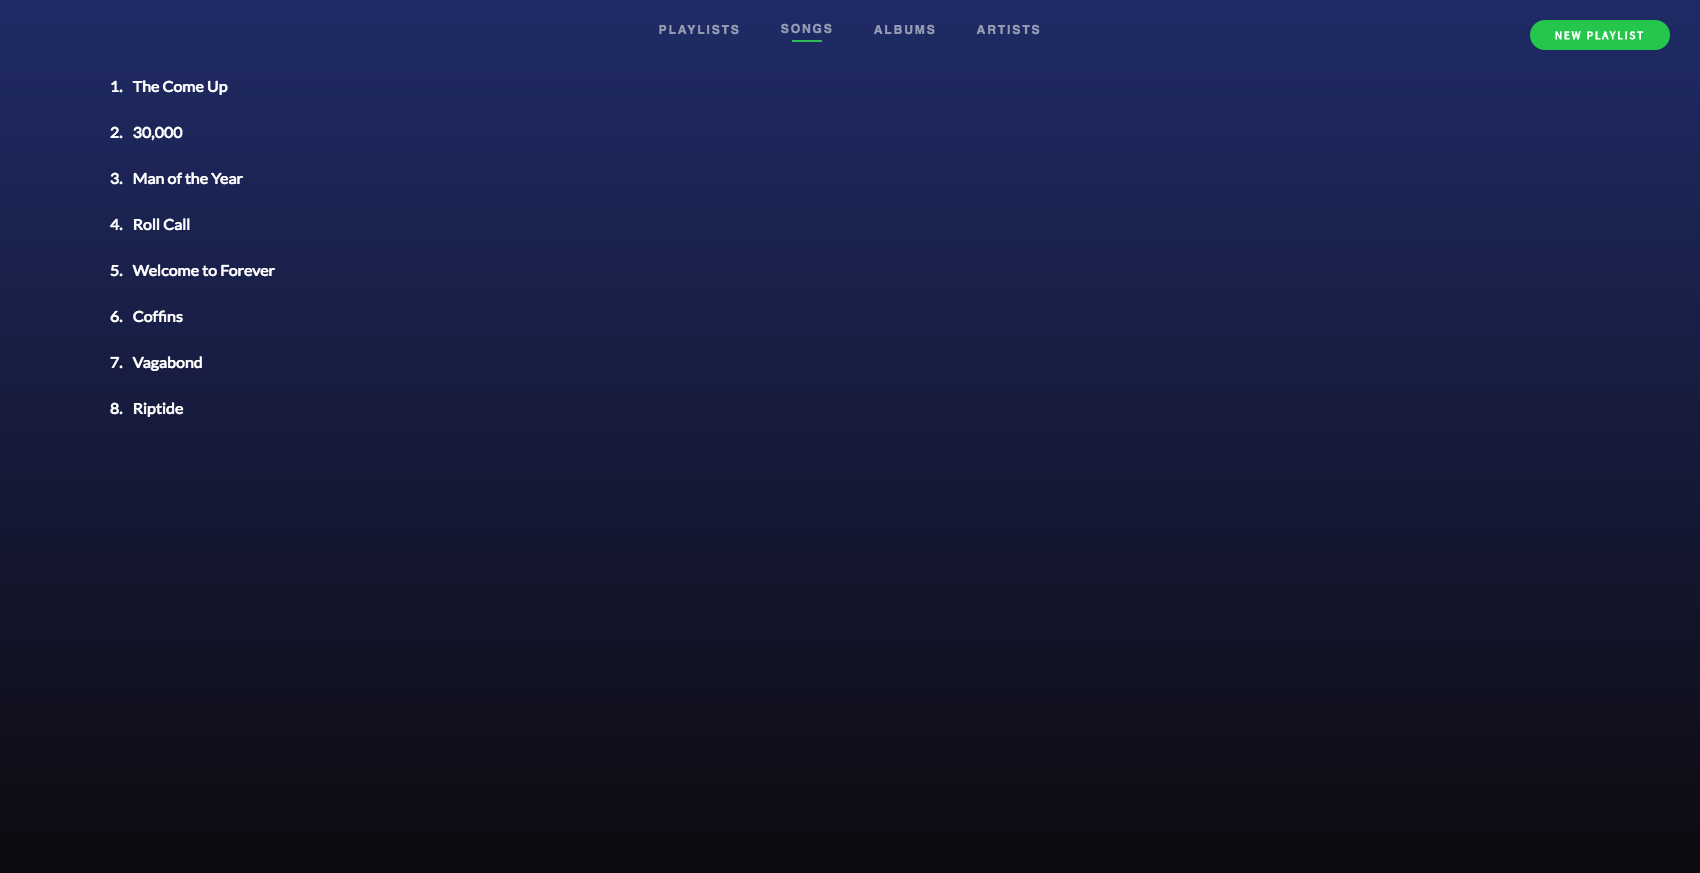 PLAYLISTS SONGS ALBUMS ARTISTS NEW PLAYLIST
1. The Come Up
2. 30,000
3. Man of the Year
4. Roll Call
5. Welcome to Forever
6. Coffins
7. Vagabond
8. Riptide